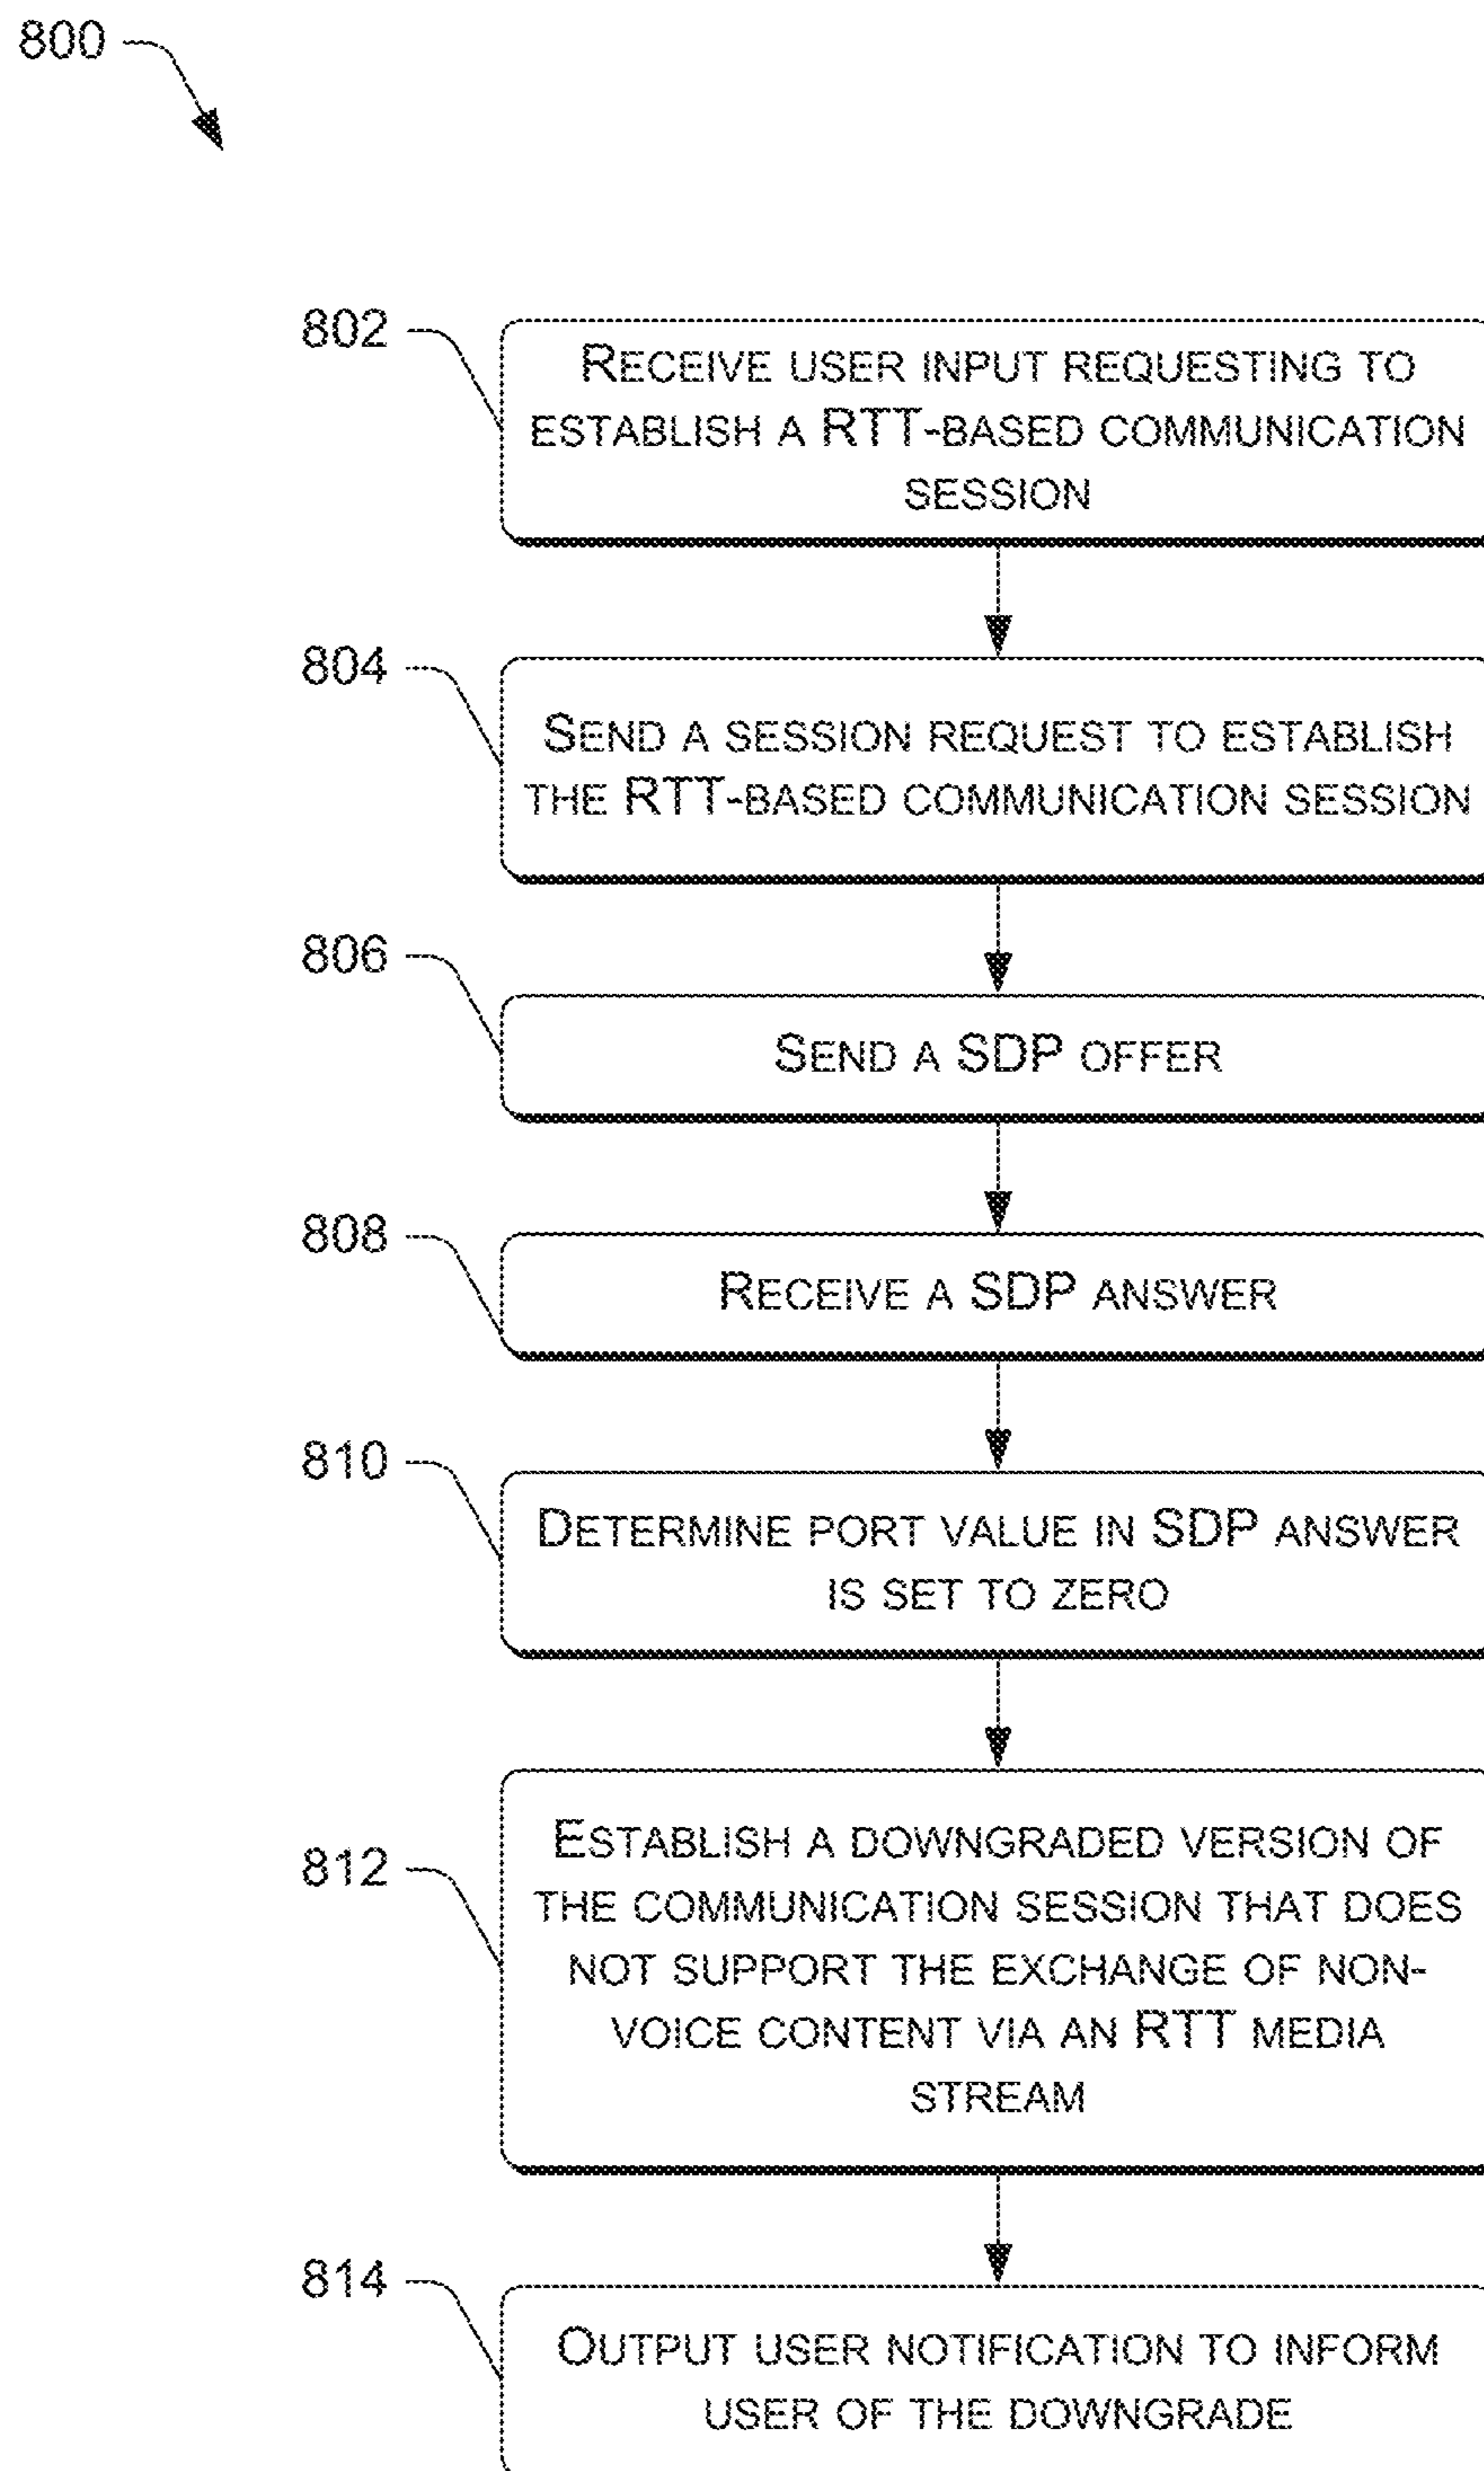 800
802
RECEIVE USER INPUT REQUESTING TO
ESTABLISH A RTT-BASED COMMUNICATION
SESSION
804
SEND A SESSION REQUEST TO ESTABLISH
THE RTT-BASED COMMUNICATION SESSION
806
SEND A SDP OFFER
808
RECEIVE A SDP ANSWER
810
DETERMINE PORT VALUE IN SDP ANSWER
IS SET TO ZERO
812
ESTABLISH A DOWNGRADED VERSION OF
THE COMMUNICATION SESSION THAT DOES
NOT SUPPORT THE EXCHANGE OF NON-
VOICE CONTENT VIA AN RTT MEDIA
STREAM
814
OUTPUT USER NOTIFICATION TO INFORM
USER OF THE DOWNGRADE